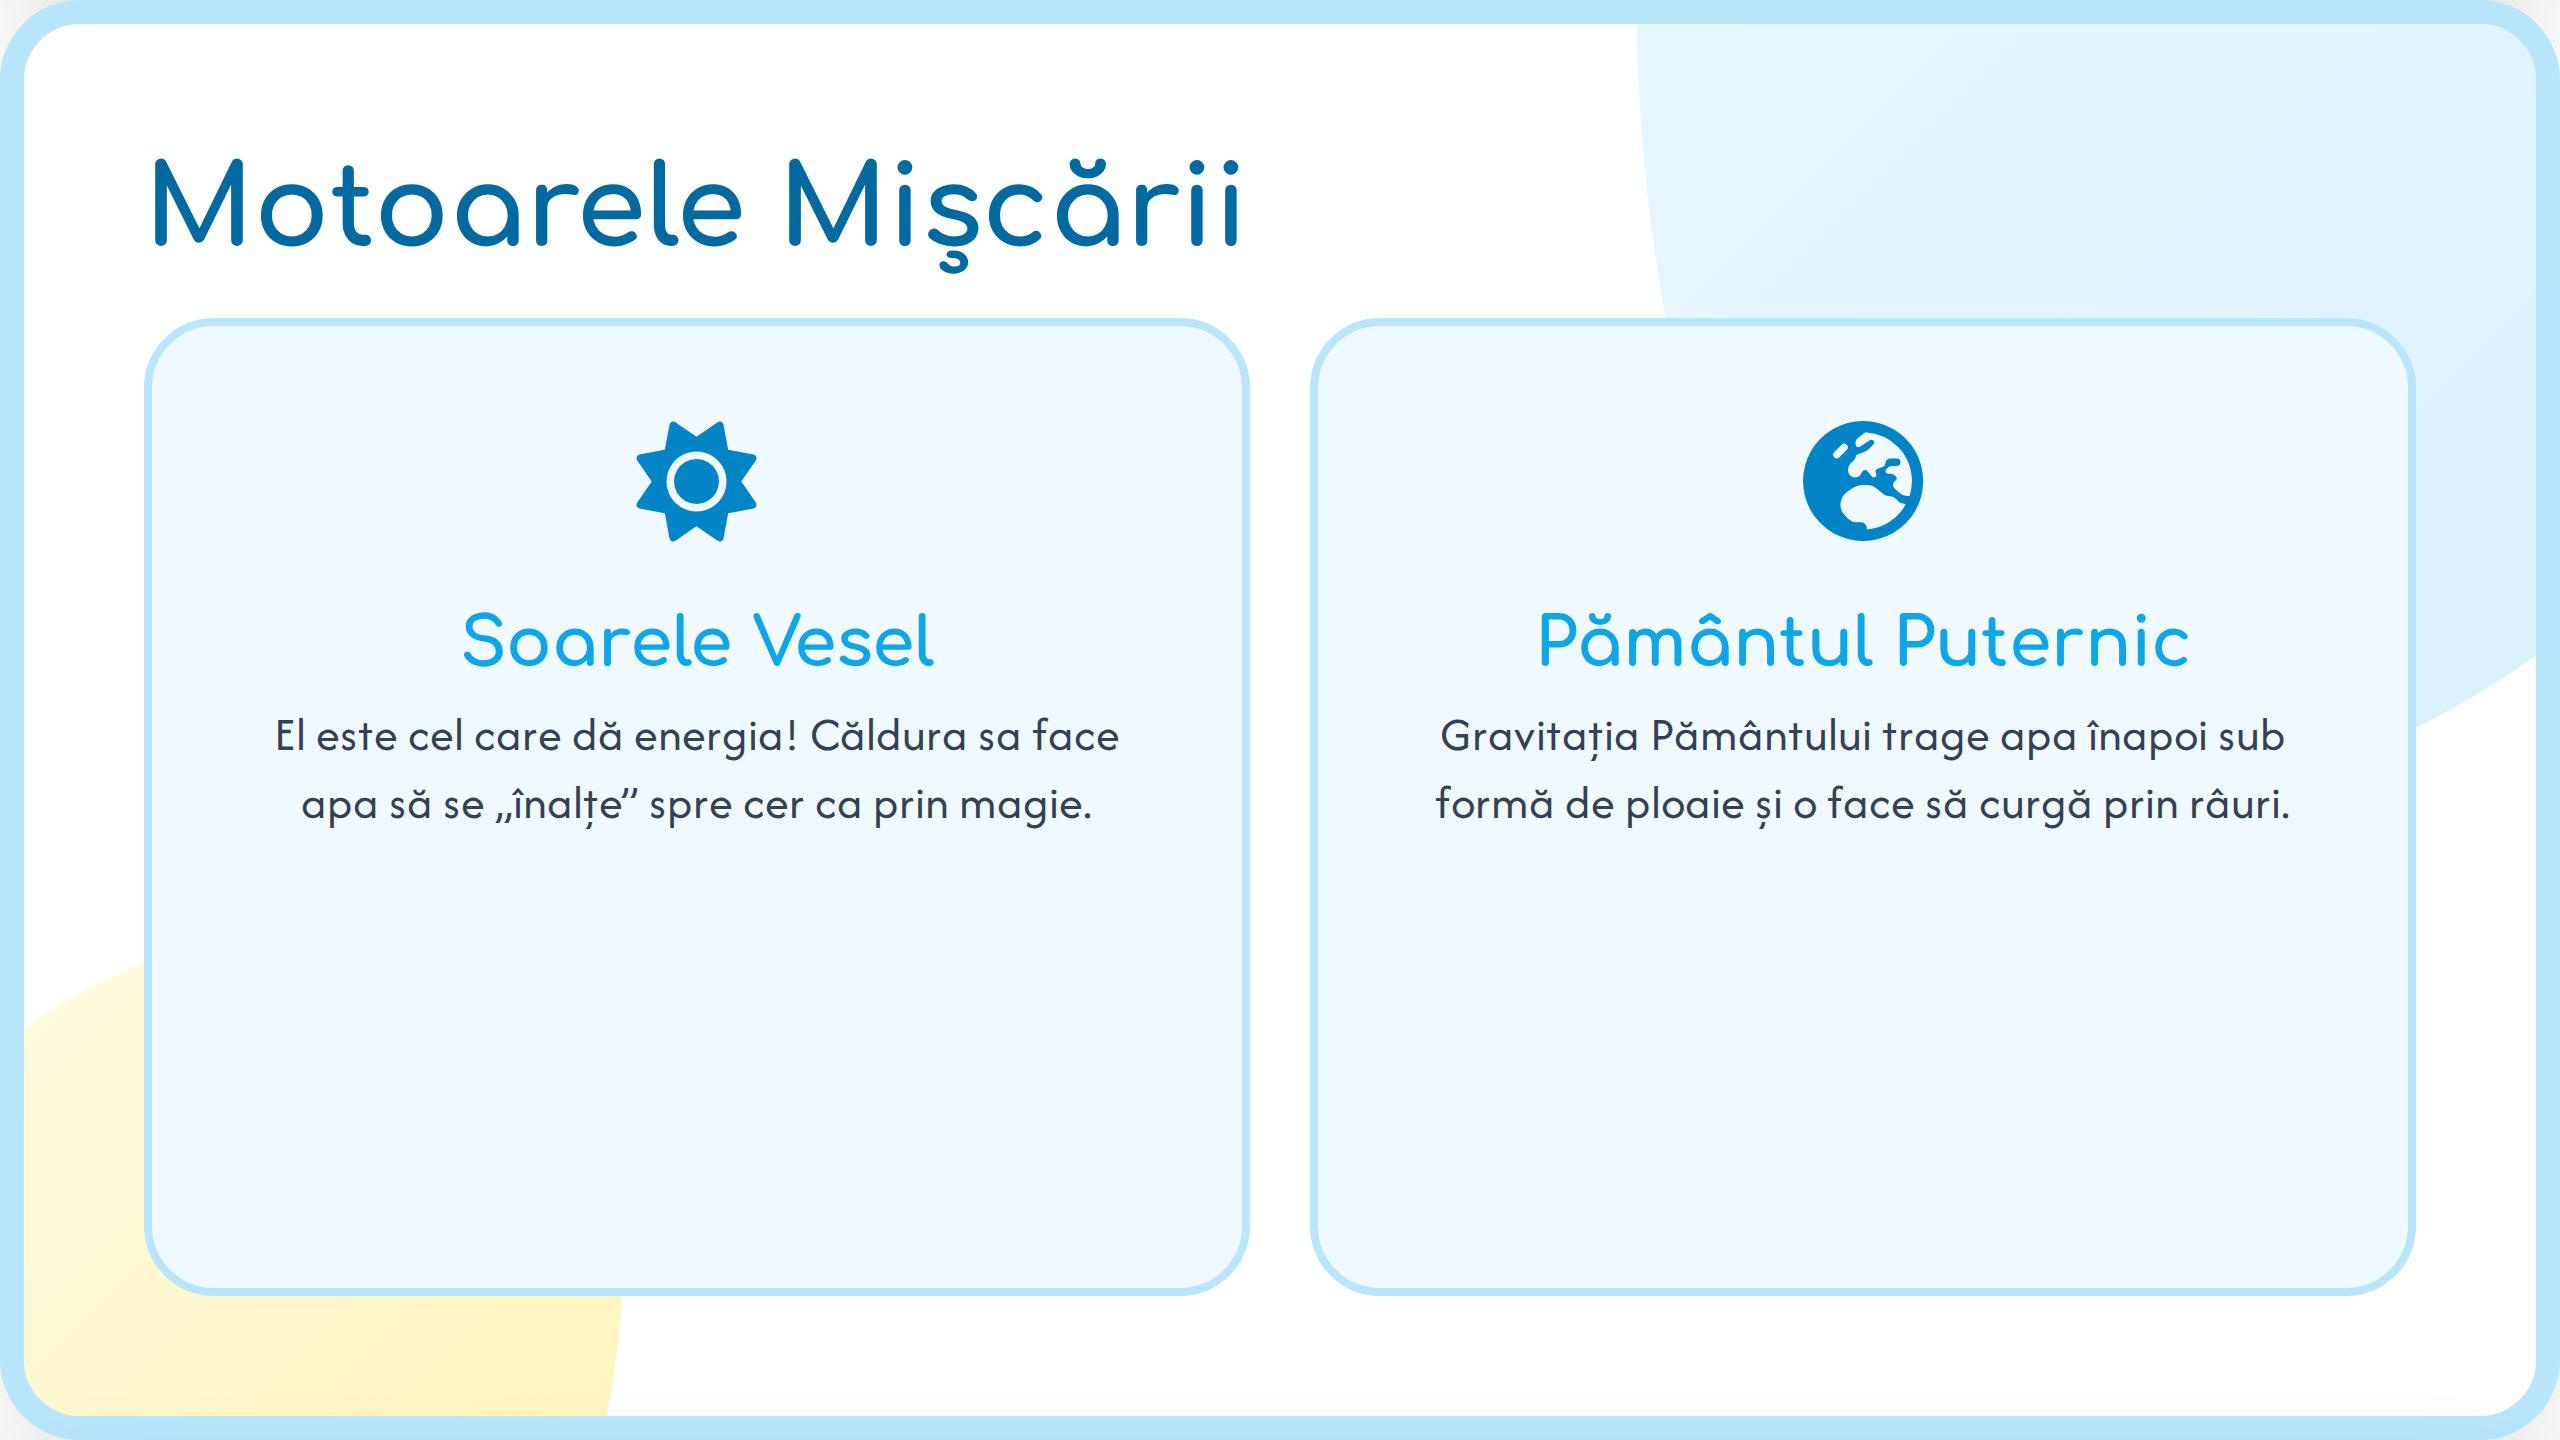 Motoarele Mișcării
Soarele Vesel
El este cel care dă energia! Căldura sa face
apa să se „înalțe” spre cer ca prin magie.
Pământul Puternic
Gravitația Pământului trage apa înapoi sub
formă de ploaie și o face să curgă prin râuri.